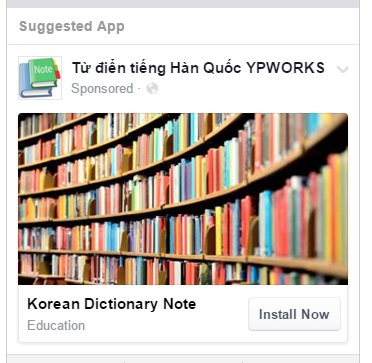 Suggested App
Note
Từ điển tiếng Hàn Quốc YPWORKS
Sponsored ·
Korean Dictionary Note
Education
Install Now